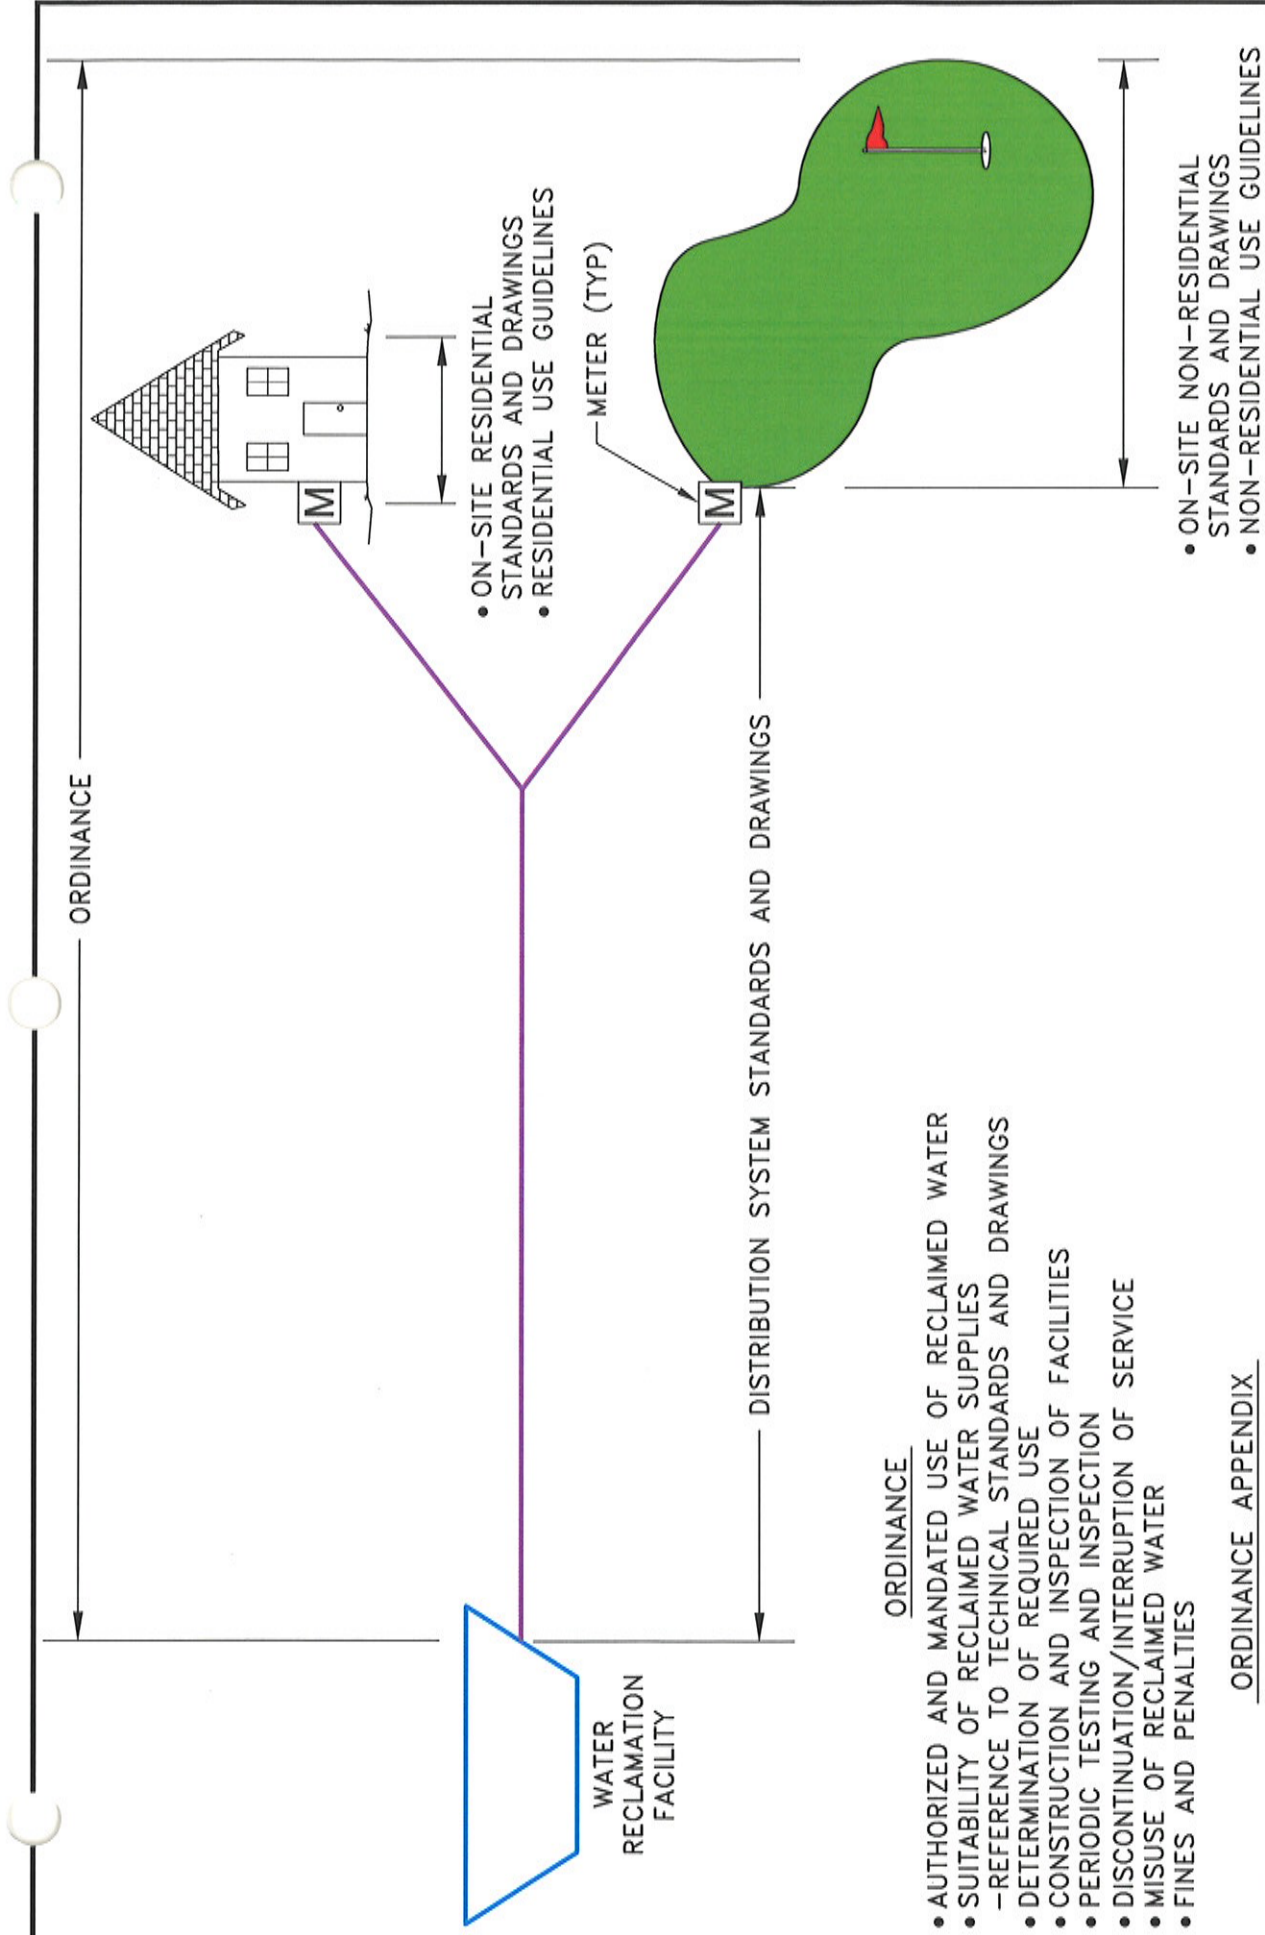 ORDINANCE
• ON-SITE RESIDENTIAL
STANDARDS AND DRAWINGS
• RESIDENTIAL USE GUIDELINES
METER (TYP)
M
M
WATER
RECLAMATION
FACILITY
DISTRIBUTION SYSTEM STANDARDS AND DRAWINGS
• ON-SITE NON-RESIDENTIAL
STANDARDS AND DRAWINGS
• NON-RESIDENTIAL USE GUIDELINES
ORDINANCE
• AUTHORIZED AND MANDATED USE OF RECLAIMED WATER
• SUITABILITY OF RECLAIMED WATER SUPPLIES
-REFERENCE TO TECHNICAL STANDARDS AND DRAWINGS
• DETERMINATION OF REQUIRED USE
• CONSTRUCTION AND INSPECTION OF FACILITIES
• PERIODIC TESTING AND INSPECTION
• DISCONTINUATION/INTERRUPTION OF SERVICE
• MISUSE OF RECLAIMED WATER
• FINES AND PENALTIES
ORDINANCE APPENDIX